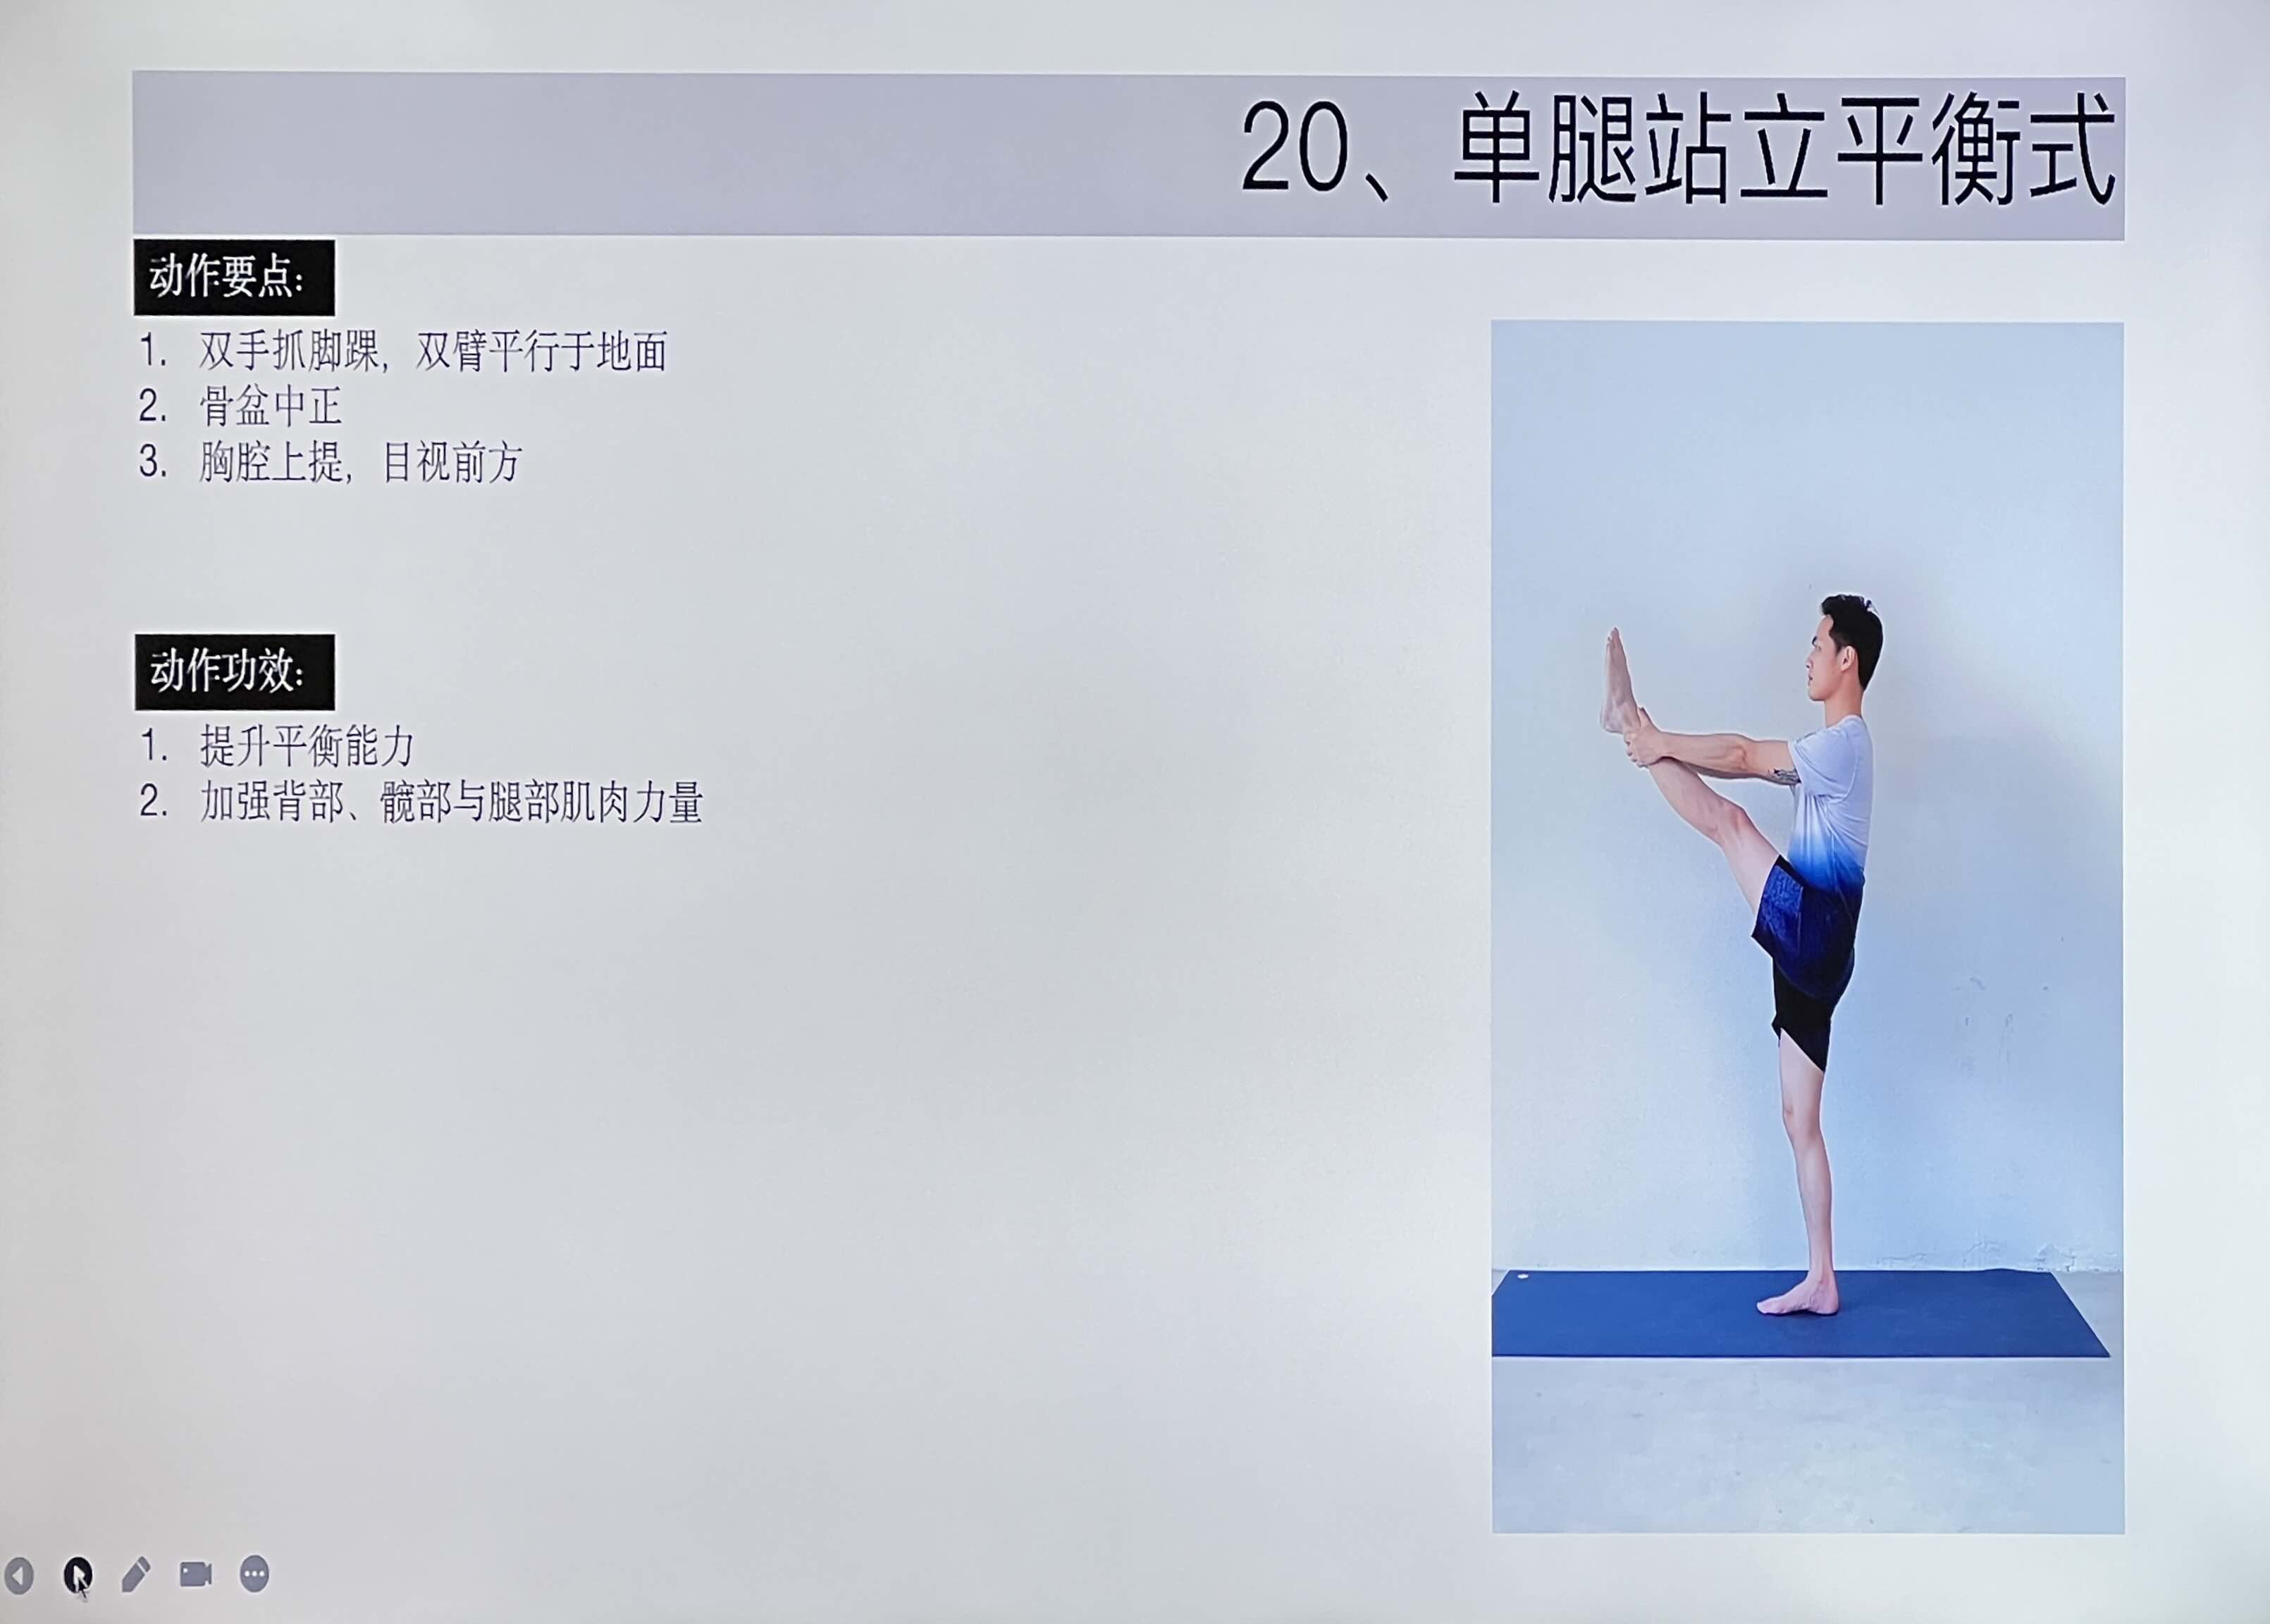 20、单腿站立平衡式
动作要点:
1. 双手抓脚踝，双臂平行于地面
2. 骨盆中正
3. 胸腔上提，目视前方
动作功效:
1. 提升平衡能力
2. 加强背部、髋部与腿部肌肉力量